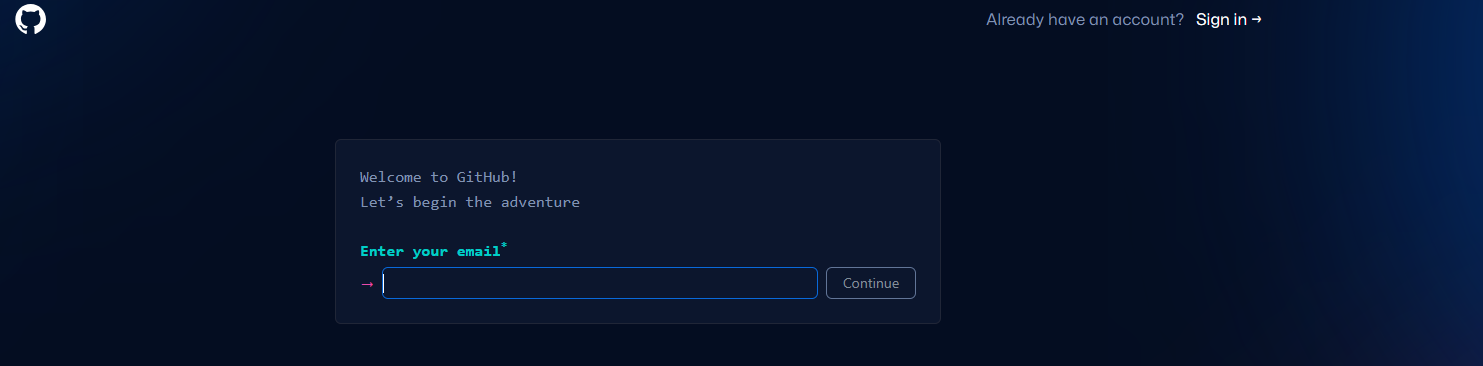 Already have an account? Sign in →
Welcome to GitHub!
Let’s begin the adventure
Enter your email*
→
Continue